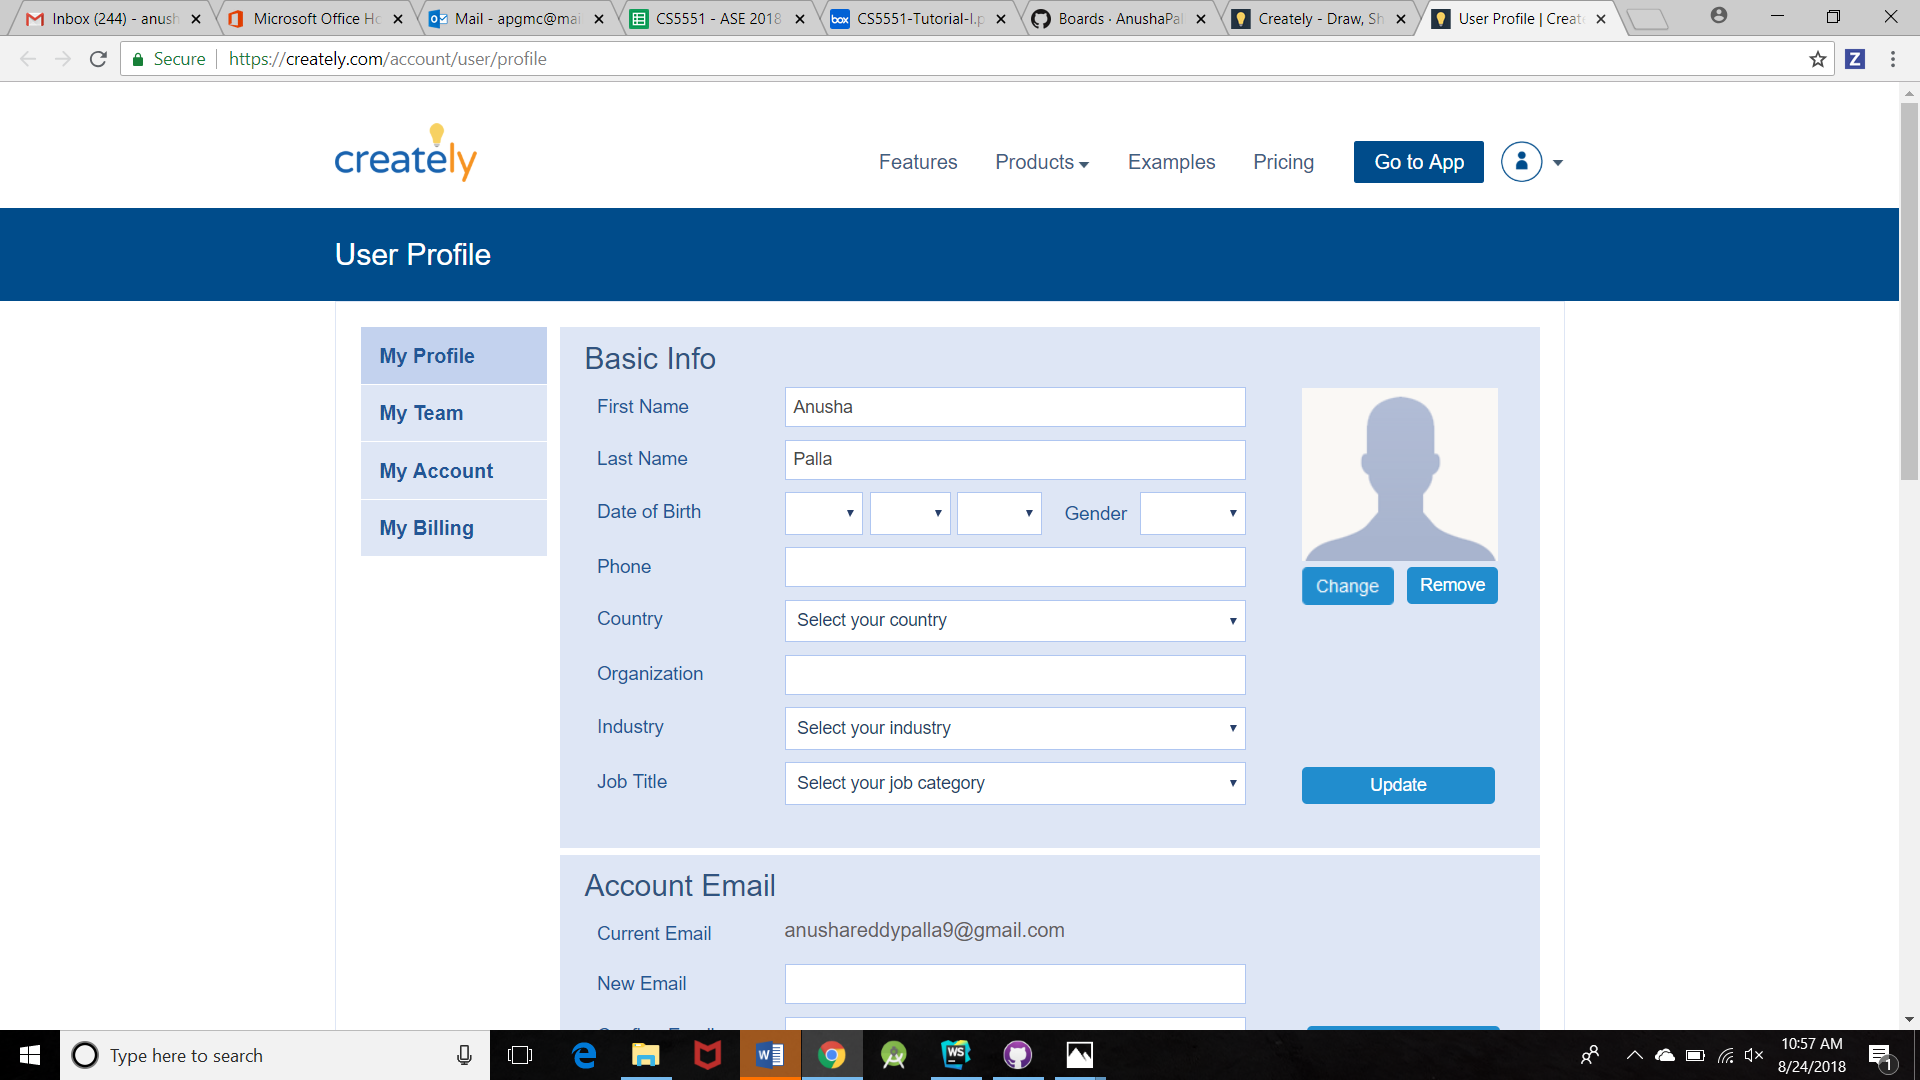 Inbox (244) - anush
Microsoft Office Ho
Mail - apgmc@mai
CS5551 - ASE 2018
box CS5551-Tutorial-I.p
Boards · AnushaPal
Creately - Draw, Sh
User Profile | Create
Secure https://creately.com/account/user/profile
Z
creately
Features Products Examples Pricing Go to App
User Profile
My Profile
My Team
My Account
My Billing
Basic Info
First Name Anusha
Last Name Palla
Date of Birth Gender
Phone
Change Remove
Country Select your country
Organization
Industry Select your industry
Job Title Select your job category
Update
Account Email
Current Email anushareddypalla9@gmail.com
New Email
Type here to search
WS
10:57 AM
8/24/2018
1